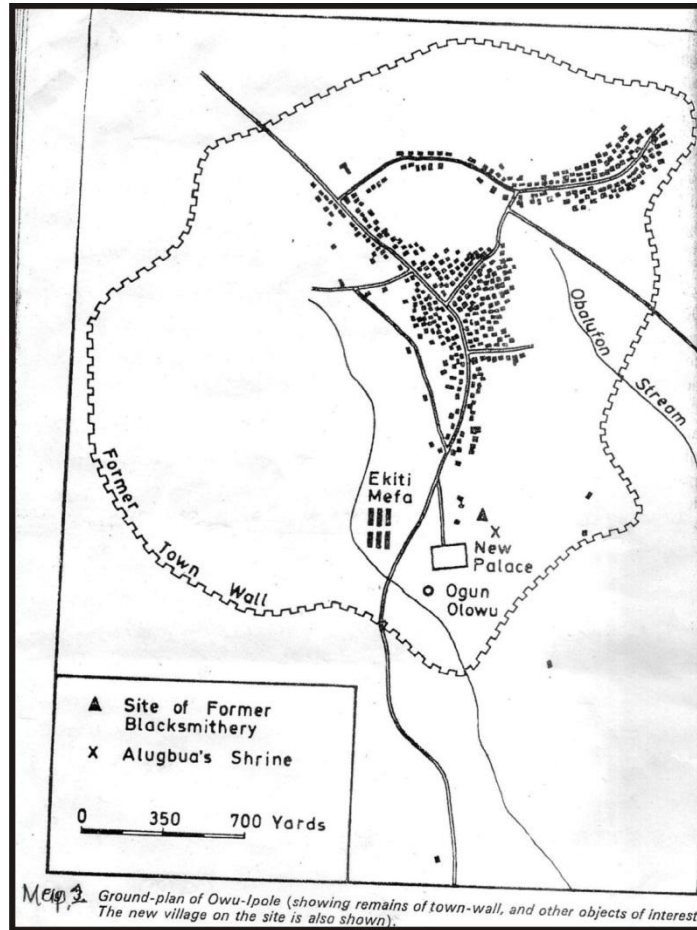 Obalufon
Stream
Former
Town
Wall
Ekiti
Mefa
New
Palace
Ogun
Olowu
Site of Former
Blacksmithery
X Alugbua's Shrine
0 350 700 Yards
Map.
Ground-plan of Owu-Ipole (showing remains of town-wall, and other objects of interest
The new village on the site is also shown).